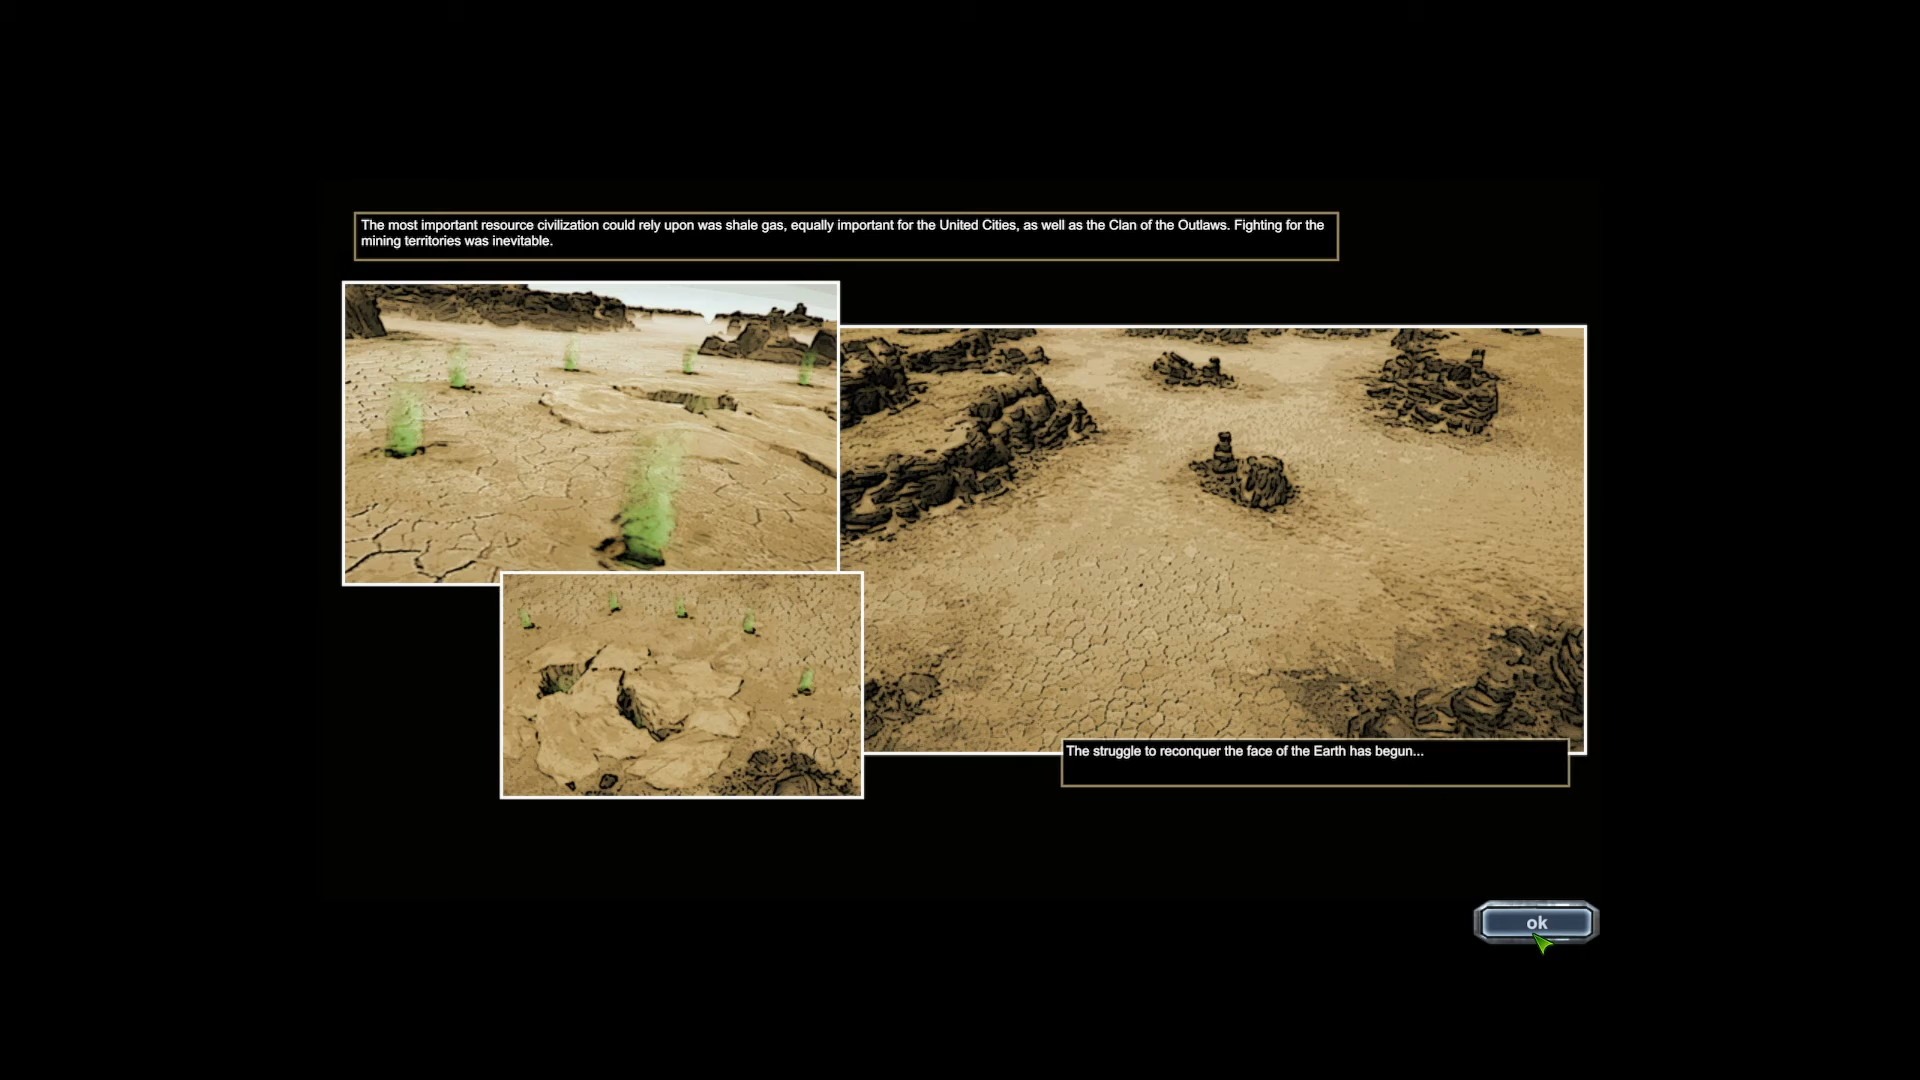 The most important resource civilization could rely upon was shale gas, equally important for the United Cities, as well as the Clan of the Outlaws. Fighting for the
mining territories was inevitable.
The struggle to reconquer the face of the Earth has begun...
ok